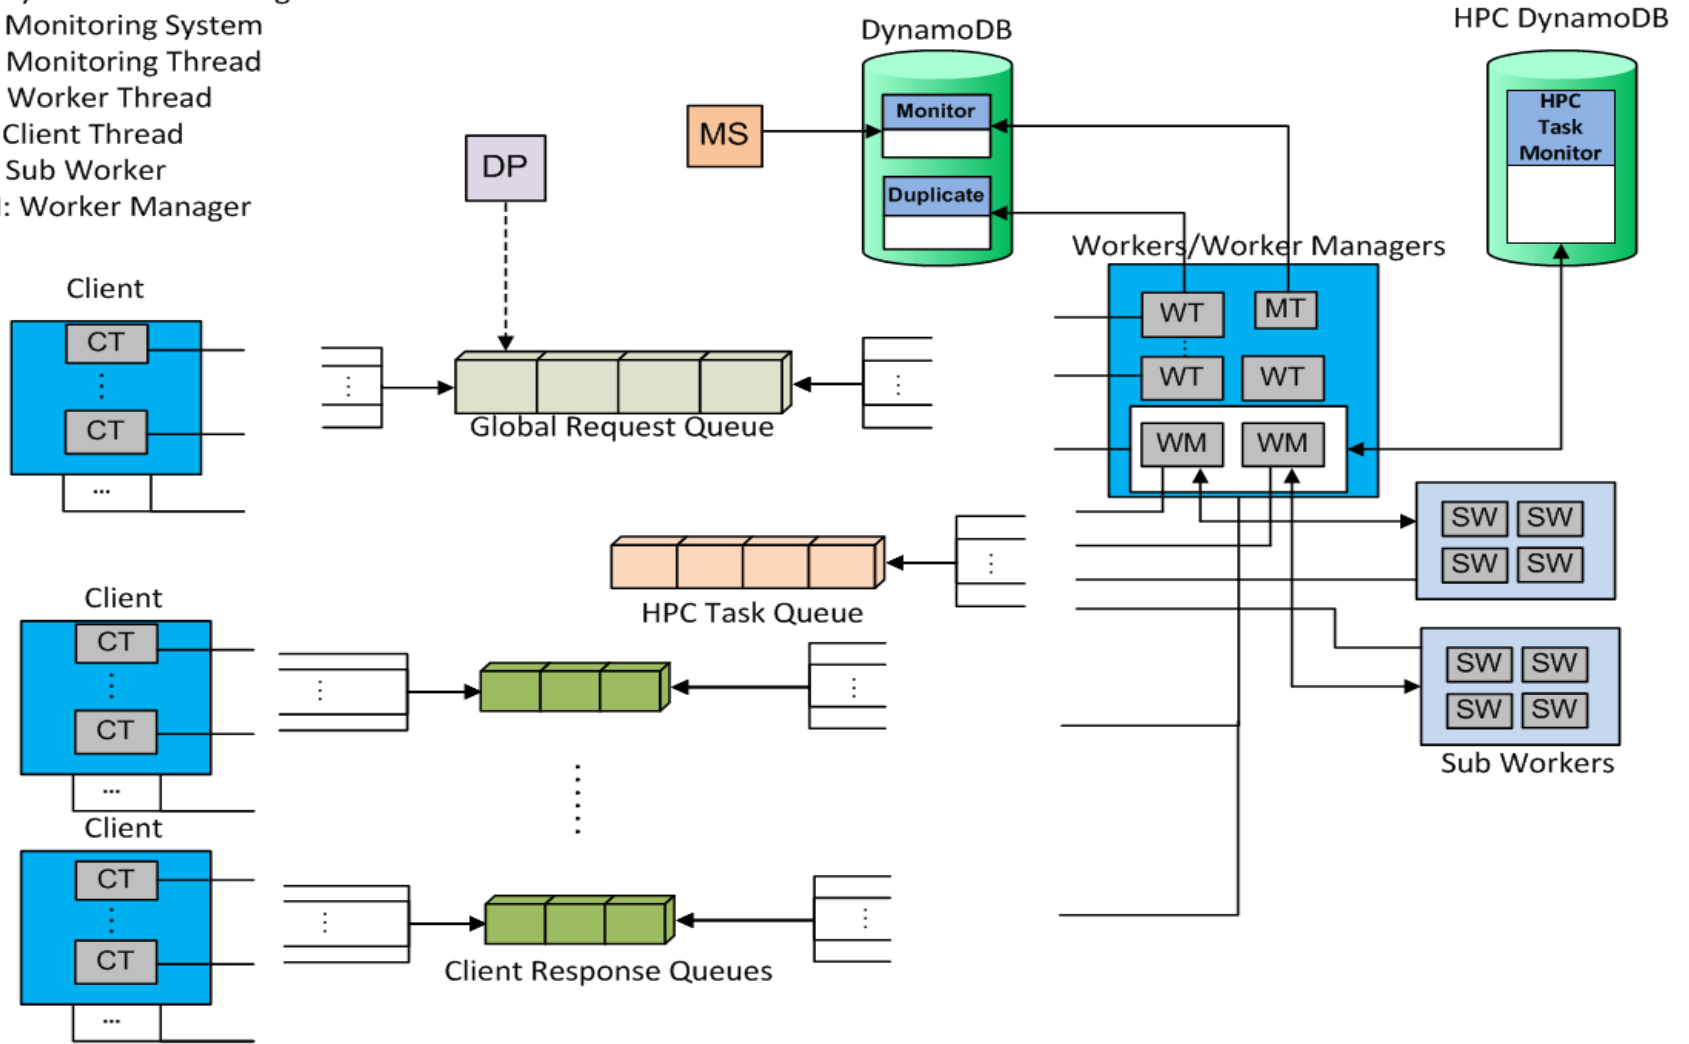 Monitoring System
Monitoring Thread
Worker Thread
Client Thread
Sub Worker
: Worker Manager
DynamoDB
HPC DynamoDB
Monitor
Duplicate
HPC
Task
Monitor
MS
DP
Workers/Worker Managers
WT
MT
WT
WT
WM
WM
Client
CT
CT
...
Global Request Queue
SW
SW
SW
SW
HPC Task Queue
SW
SW
SW
SW
Sub Workers
Client
CT
CT
...
Client
CT
CT
...
Client Response Queues